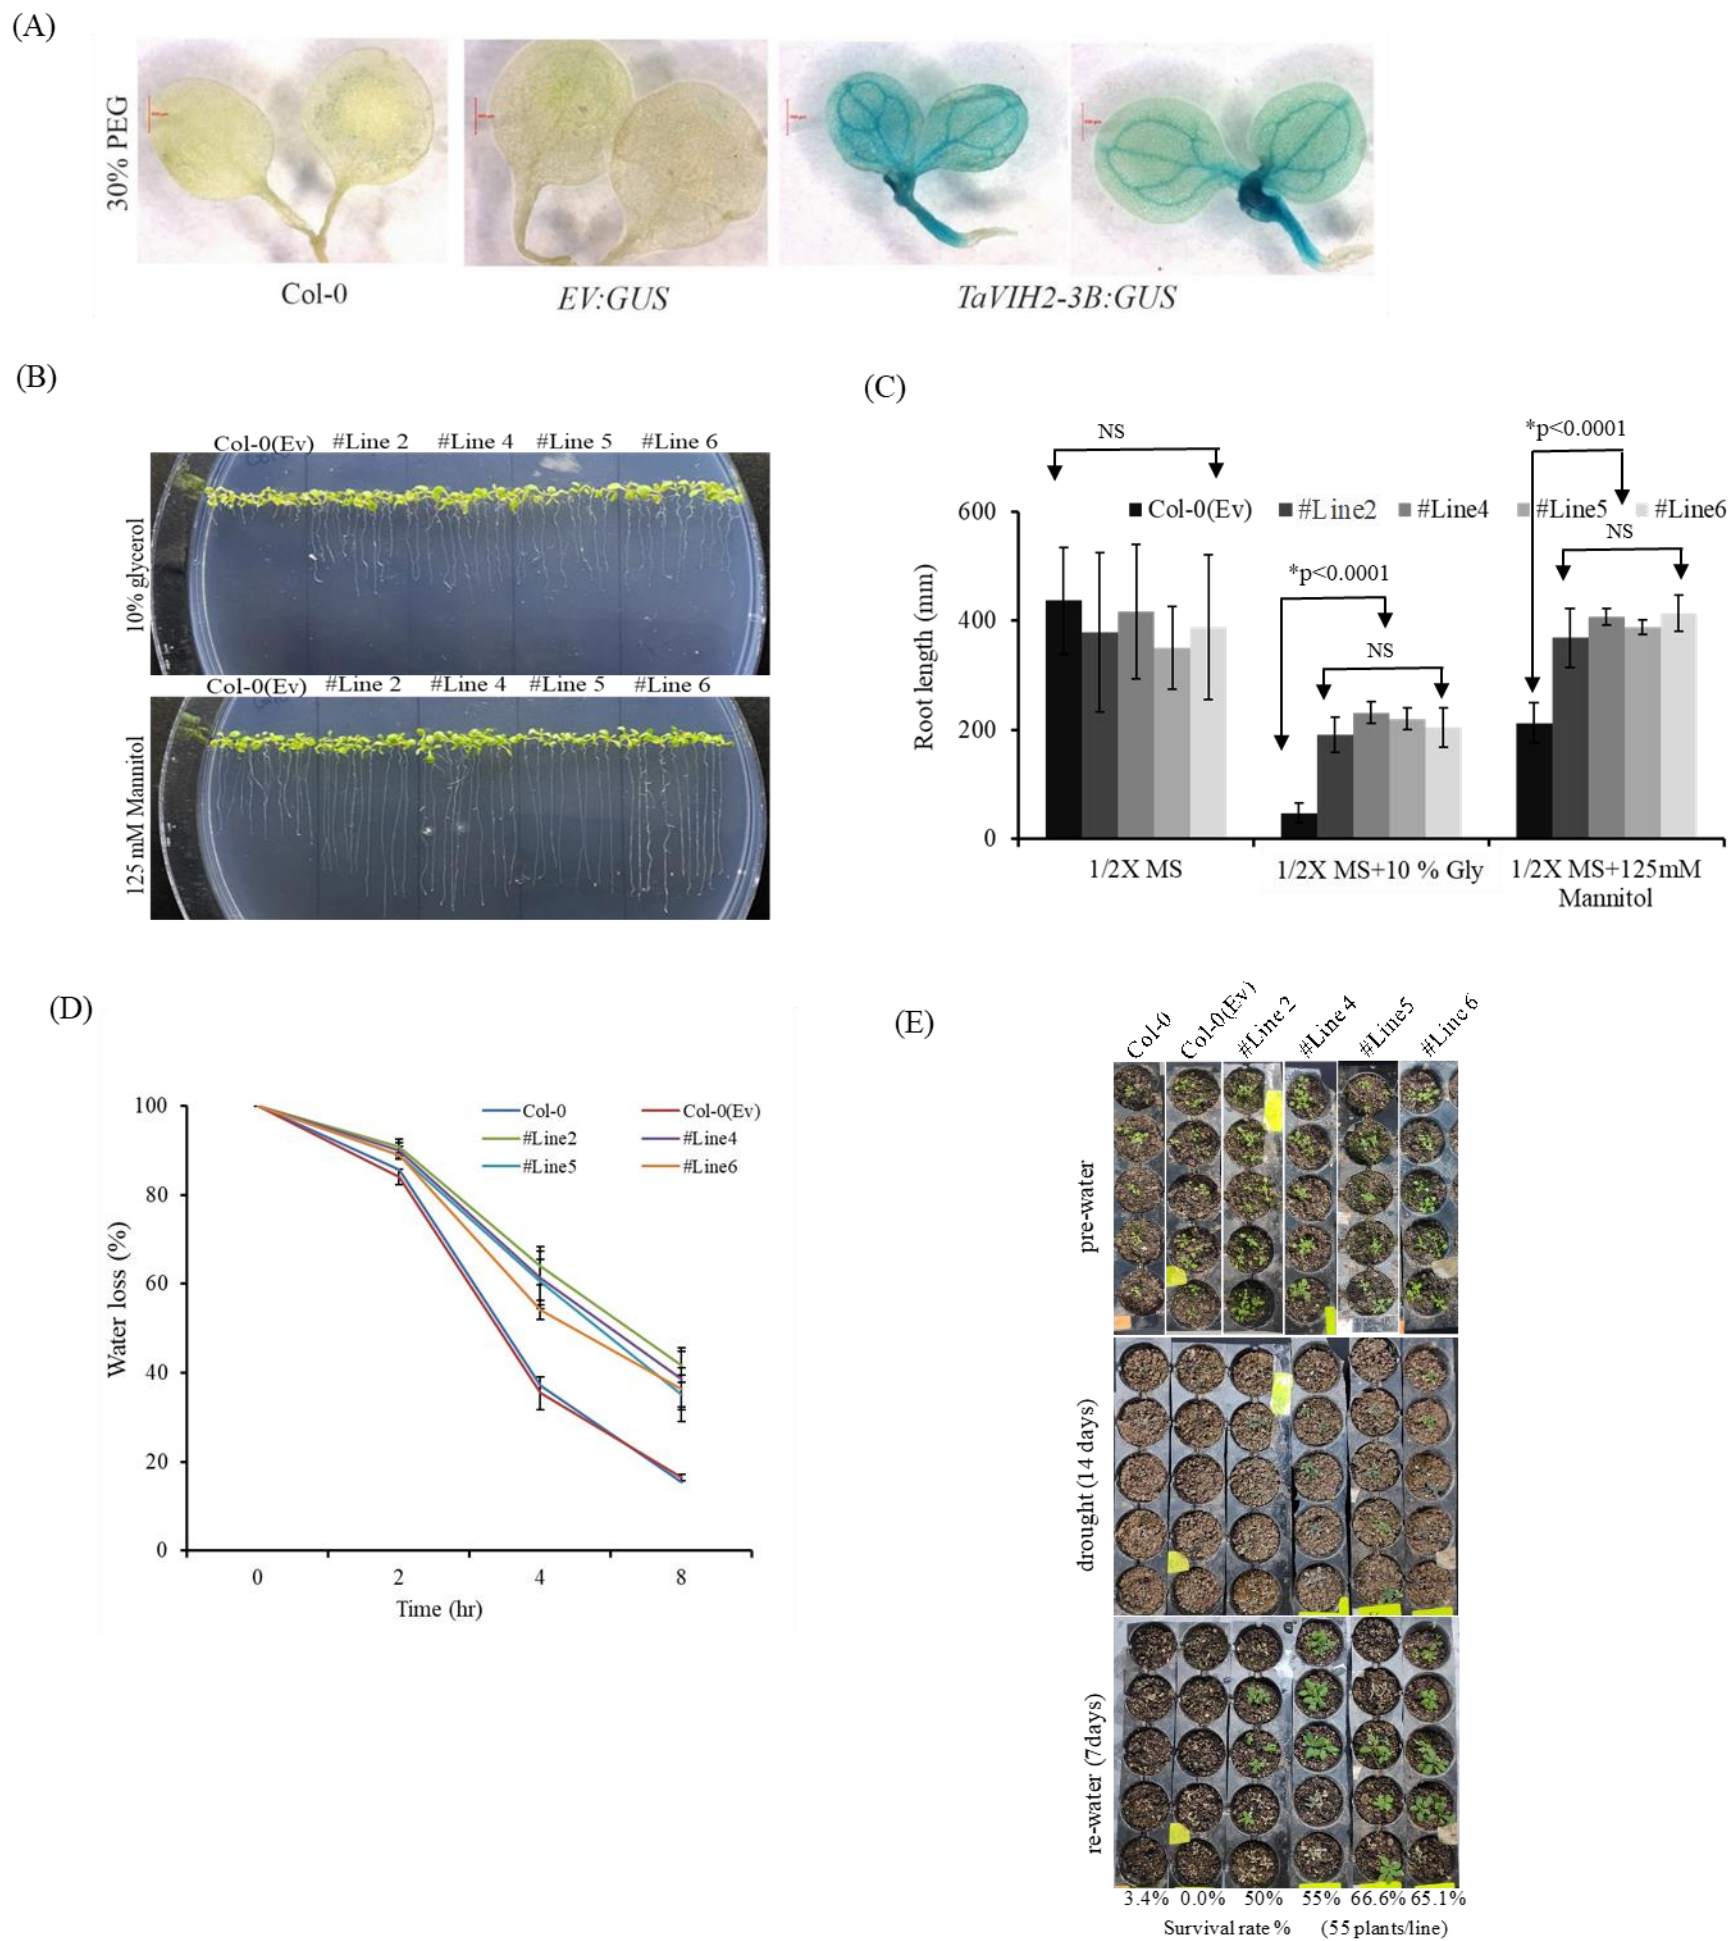 (A)
30% PEG
Col-0
EV:GUS
TaVIH2-3B:GUS
(B)
Col-0(Ev) #Line 2 #Line 4 #Line 5 #Line 6
10% glycerol
Col-0(Ev) #Line 2 #Line 4 #Line 5 #Line 6
125 mM Mannitol
(C)
NS
*p<0.0001
Col-0(Ev) #Line2 #Line4 #Line5 #Line6
NS
*p<0.0001
NS
Root length (mm)
600
400
200
0
1/2X MS
1/2X MS+10 % Gly
1/2X MS+125mM
Mannitol
(D)
Water loss (%)
100
80
60
40
20
0
Col-0 Col-0(Ev)
#Line2 #Line4
#Line5 #Line6
0 2 4 8
Time (hr)
(E)
Col-0 Col-0(Ev) #Line 2 #Line 4 #Line5 #Line 6
pre-water
drought (14 days)
re-water (7days)
3.4% 0.0% 50% 55% 66.6% 65.1%
Survival rate % (55 plants/line)